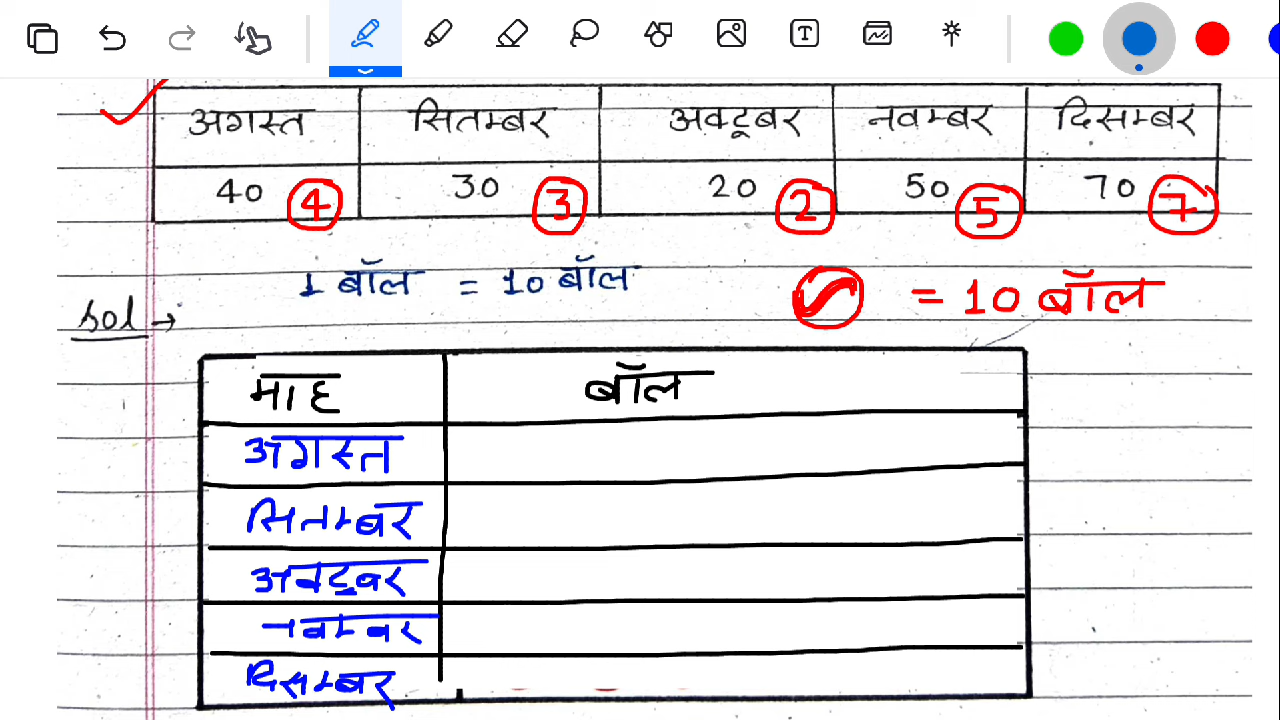 अगस्त सितम्बर अक्टूबर नवम्बर दिसम्बर
40 ④ 30 ③ 20 ② 50 ⑤ 70 ⑦
1 बॉल = 10 बॉल
= 10 बॉल
Sol →
माह बॉल
अगस्त
सितम्बर
अक्टूबर
नवम्बर
दिसम्बर